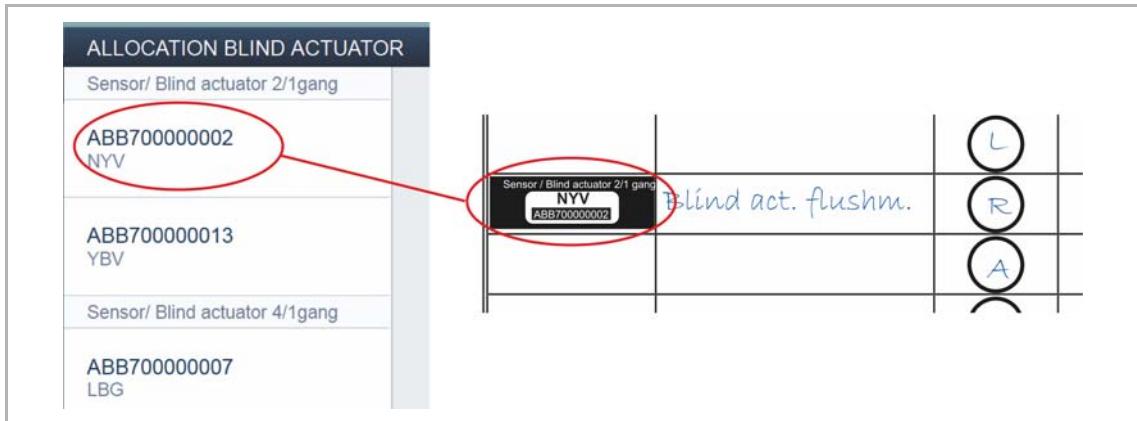 ALLOCATION BLIND ACTUATOR
Sensor/ Blind actuator 2/1gang
ABB700000002
NYV
ABB700000013
YBV
Sensor/ Blind actuator 4/1gang
ABB700000007
LBG
L
Sensor / Blind actuator 2/1 gang
NYV
ABB700000002
Blind act. flushm.
R
A